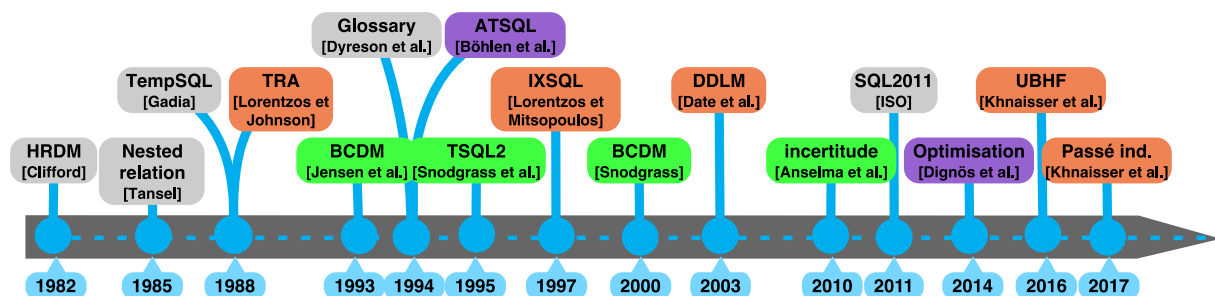 Glossary
[Dyreson et al.]
ATSQL
[Böhlen et al.]
TempSQL
[Gadia]
TRA
[Lorentzos et
Johnson]
IXSQL
[Lorentzos et
Mitsopoulos]
DDLM
[Date et al.]
SQL2011
[ISO]
UBHF
[Khnaisser et al.]
HRDM
[Clifford]
Nested
relation
[Tansel]
BCDM
[Jensen et al.]
TSQL2
[Snodgrass et al.]
BCDM
[Snodgrass]
incertitude
[Anselma et al.]
Optimisation
[Dignös et al.]
Passé ind.
[Khnaisser et al.]
1982
1985
1988
1993
1994
1995
1997
2000
2003
2010
2011
2014
2016
2017